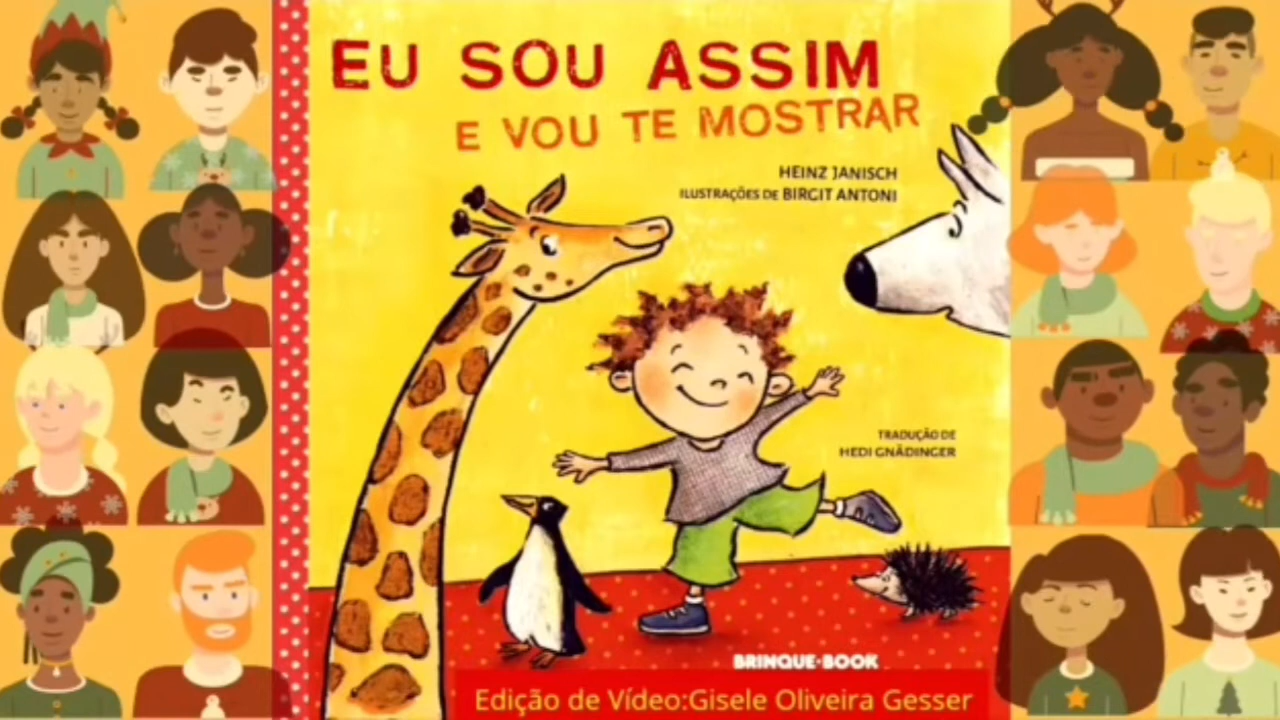 EU SOU ASSIM
E VOU TE MOSTRAR
HEINZ JANISCH
ILUSTRAÇÕES DE BIRGIT ANTONI
TRADUÇÃO DE
HEDI GNÄDINGER
BRINQUE-BOOK
Edição de Vídeo:Gisele Oliveira Gesser